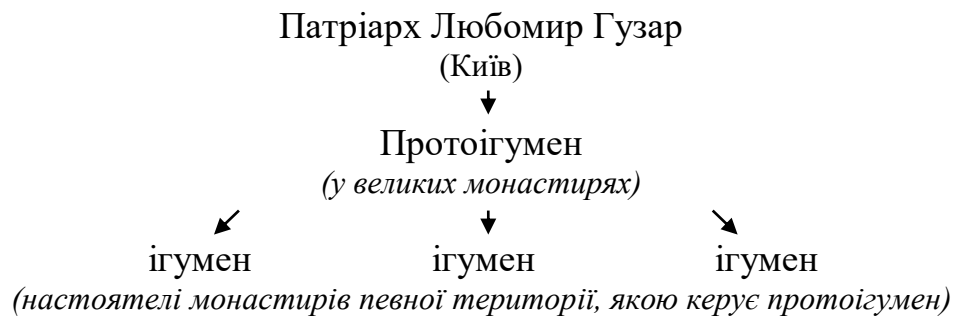 Патріарх Любомир Гузар
(Київ)
Протоігумен
(у великих монастирях)
ігумен ігумен ігумен
(настоятелі монастирів певної території, якою керує протоігумен)